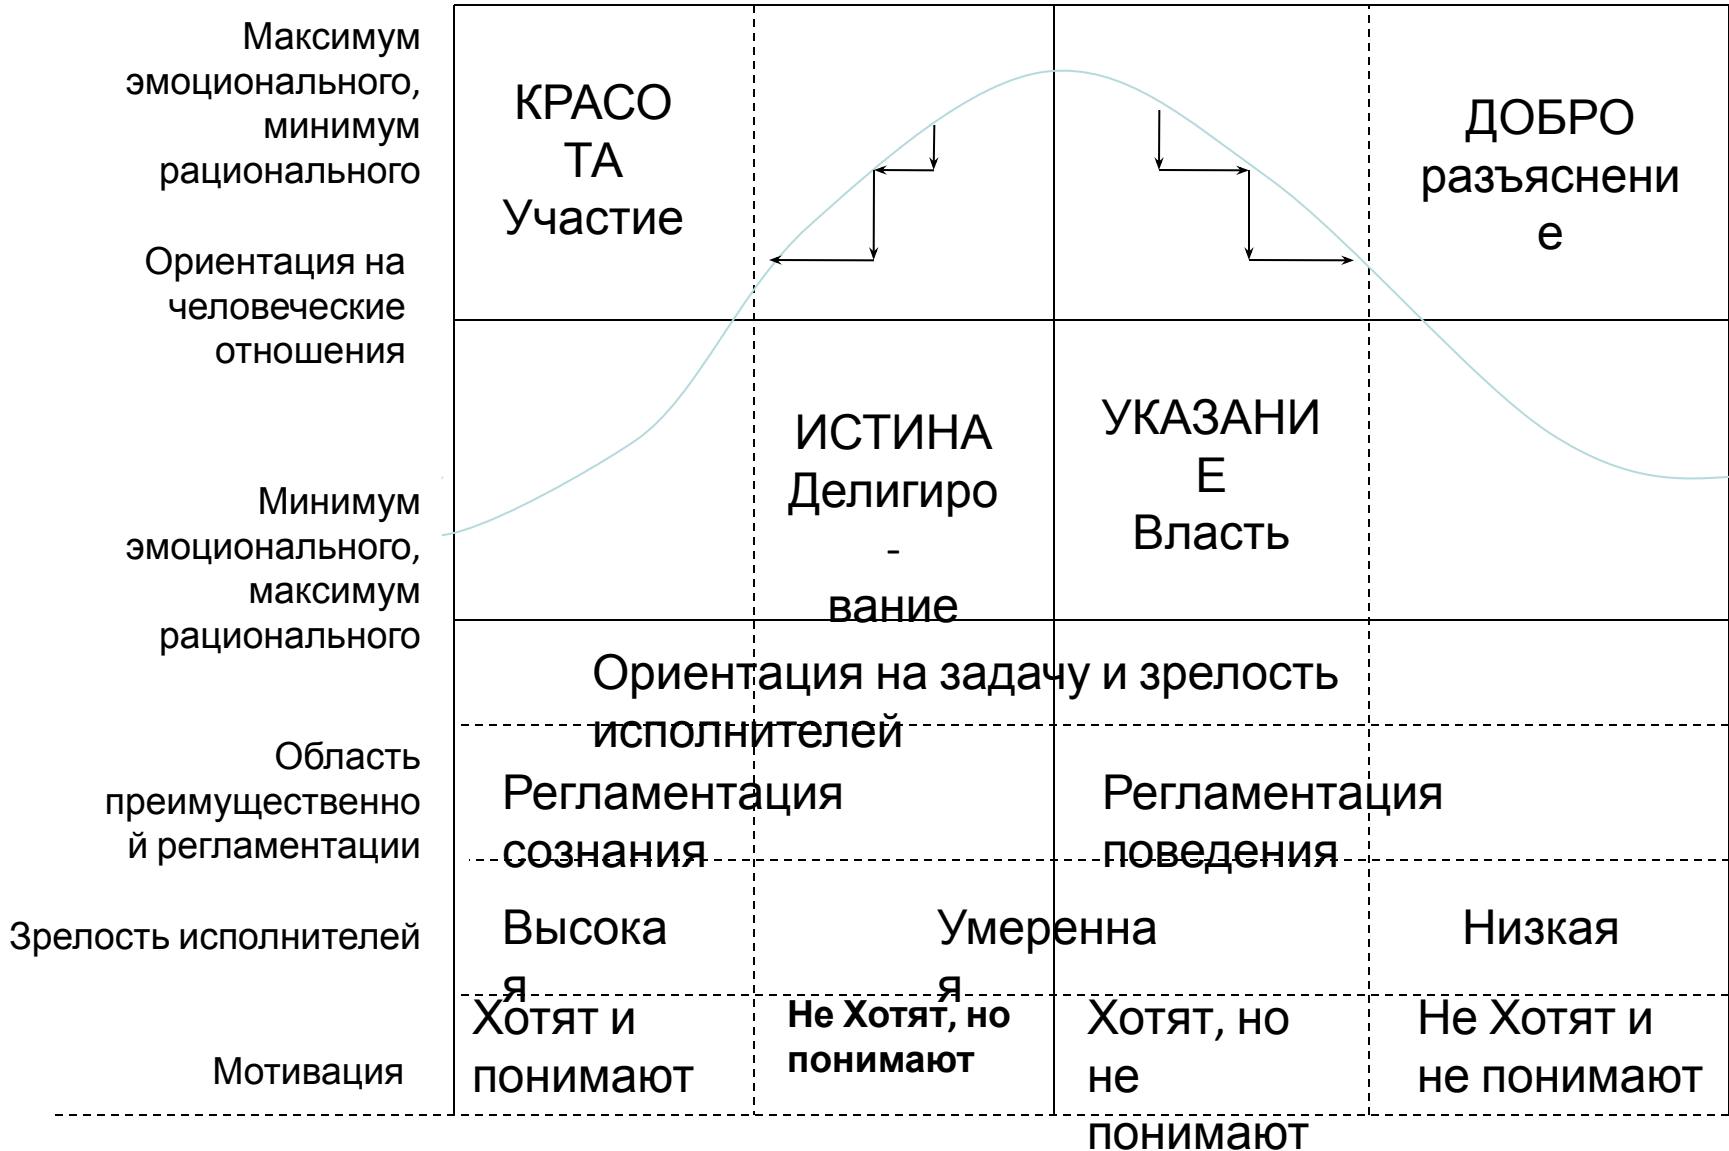 Максимум
эмоционального,
минимум
рационального
Ориентация на
человеческие
отношения
Минимум
эмоционального,
максимум
рационального
Область
преимущественно
й регламентации
Зрелость исполнителей
Мотивация
КРАСО
ТА
Участие
ДОБРО
разъяснени
е
ИСТИНА
Делигиро
-
вание
УКАЗАНИ
Е
Власть
Ориентация на задачу и зрелость
исполнителей
Регламентация
сознания
Регламентация
поведения
Высока
я
Умеренна
я
Низкая
Хотят и
понимают
Не Хотят, но
понимают
Хотят, но
не
понимают
Не Хотят и
не понимают